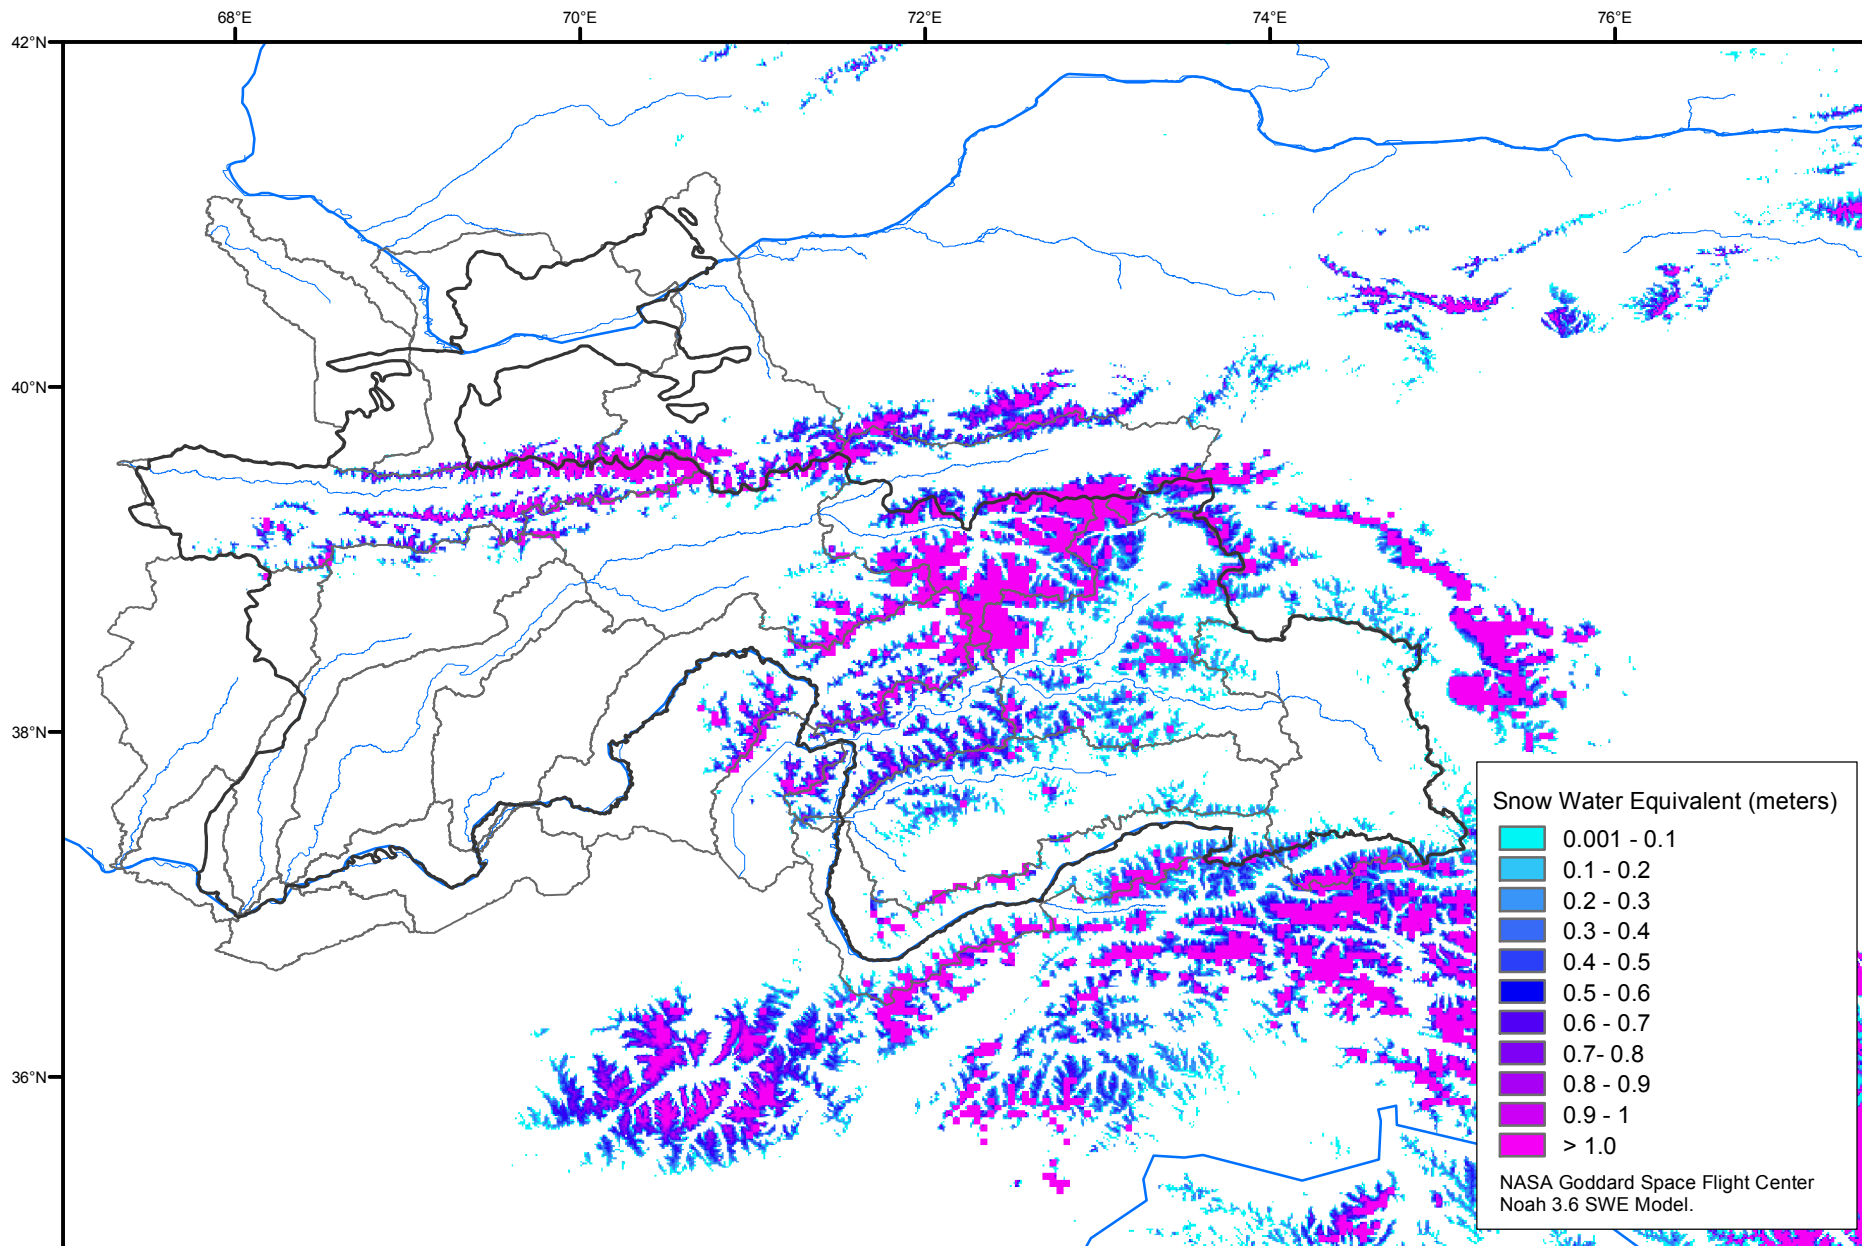 68°E 70°E 72°E 74°E 76°E
42°N
40°N
38°N
36°N
Snow Water Equivalent (meters)
0.001 - 0.1
0.1 - 0.2
0.2 - 0.3
0.3 - 0.4
0.4 - 0.5
0.5 - 0.6
0.6 - 0.7
0.7- 0.8
0.8 - 0.9
0.9 - 1
> 1.0
NASA Goddard Space Flight Center
Noah 3.6 SWE Model.